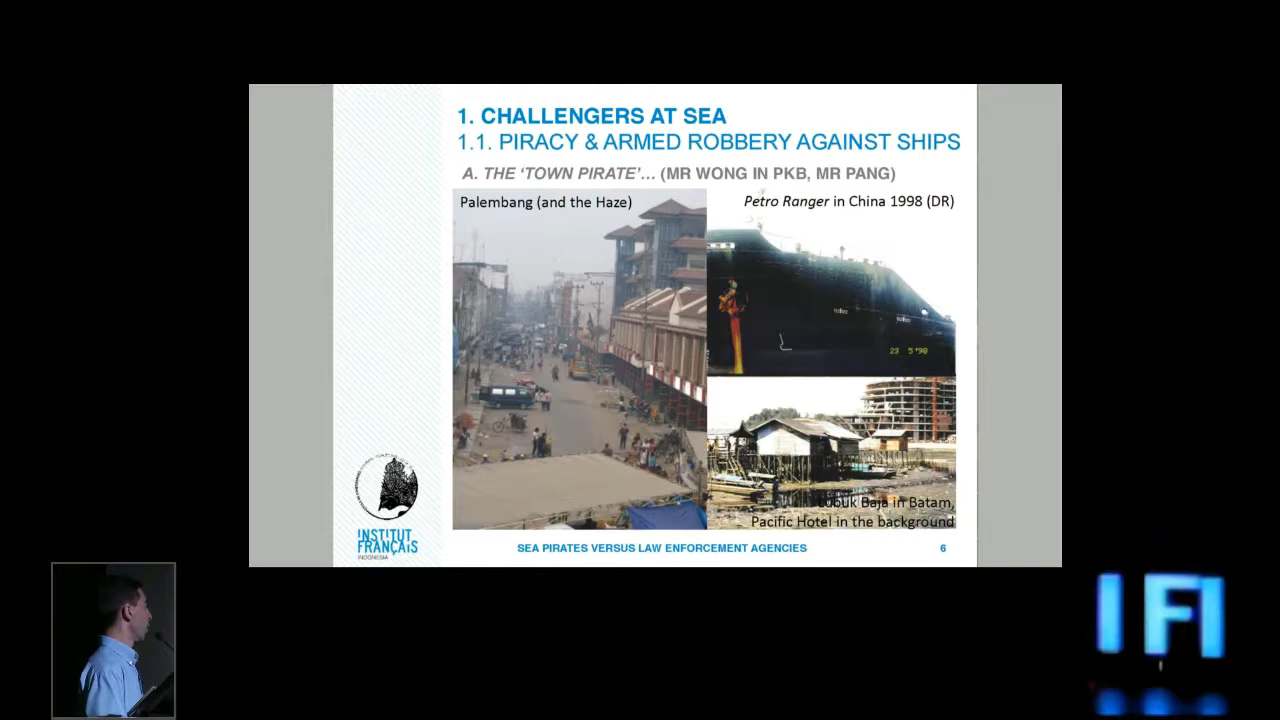 1. CHALLENGERS AT SEA
1.1. PIRACY & ARMED ROBBERY AGAINST SHIPS
A. THE ‘TOWN PIRATE’… (MR WONG IN PKB, MR PANG)
Palembang (and the Haze)
Petro Ranger in China 1998 (DR)
23 5 '98
Lubuk Baja in Batam,
Pacific Hotel in the background
INSTITUT
FRANÇAIS
INDONESIA
SEA PIRATES VERSUS LAW ENFORCEMENT AGENCIES
6
IFI